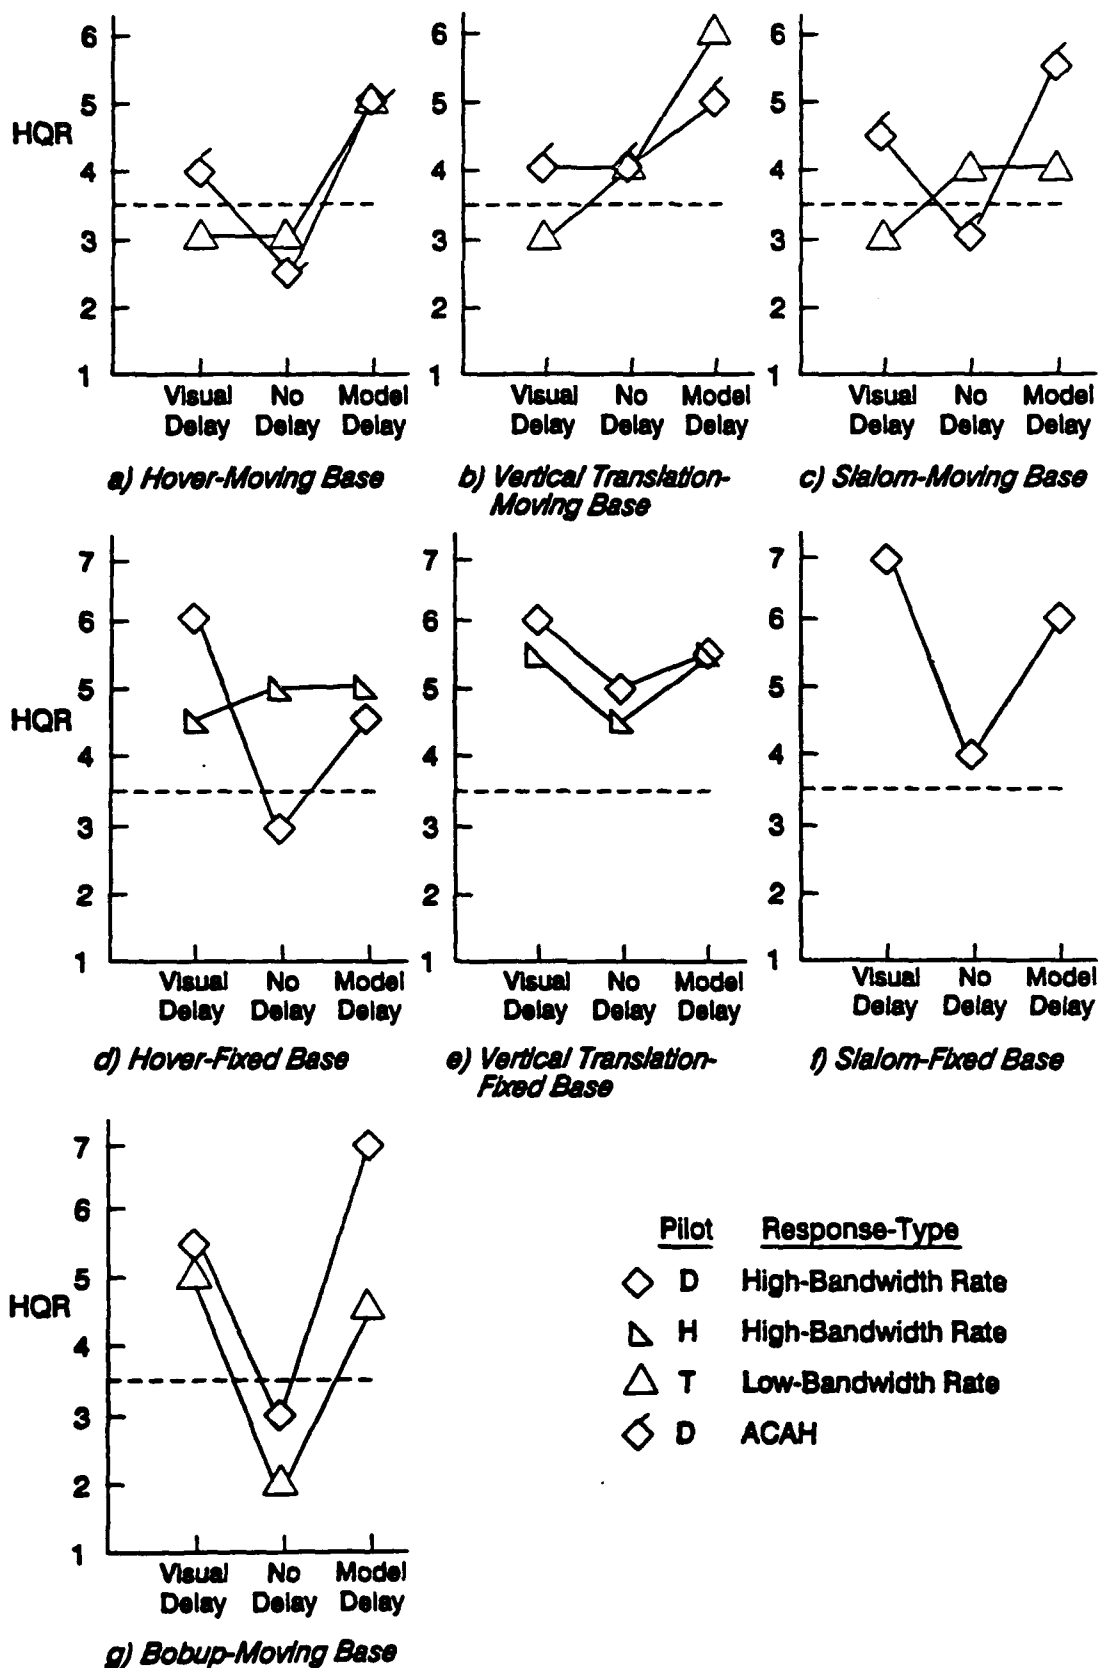 6
5
HQR
4
3
2
1
Visual Delay
No Delay
Model Delay
a) Hover-Moving Base
6
5
4
3
2
1
Visual Delay
No Delay
Model Delay
b) Vertical Translation-
Moving Base
6
5
4
3
2
1
Visual Delay
No Delay
Model Delay
c) Slalom-Moving Base
7
6
5
HQR
4
3
2
1
Visual Delay
No Delay
Model Delay
d) Hover-Fixed Base
7
6
5
4
3
2
1
Visual Delay
No Delay
Model Delay
e) Vertical Translation-
Fixed Base
7
6
5
4
3
2
1
Visual Delay
No Delay
Model Delay
f) Slalom-Fixed Base
7
6
5
HQR
4
3
2
1
Visual Delay
No Delay
Model Delay
g) Bobup-Moving Base
Pilot Response-Type
D High-Bandwidth Rate
H High-Bandwidth Rate
T Low-Bandwidth Rate
D ACAH